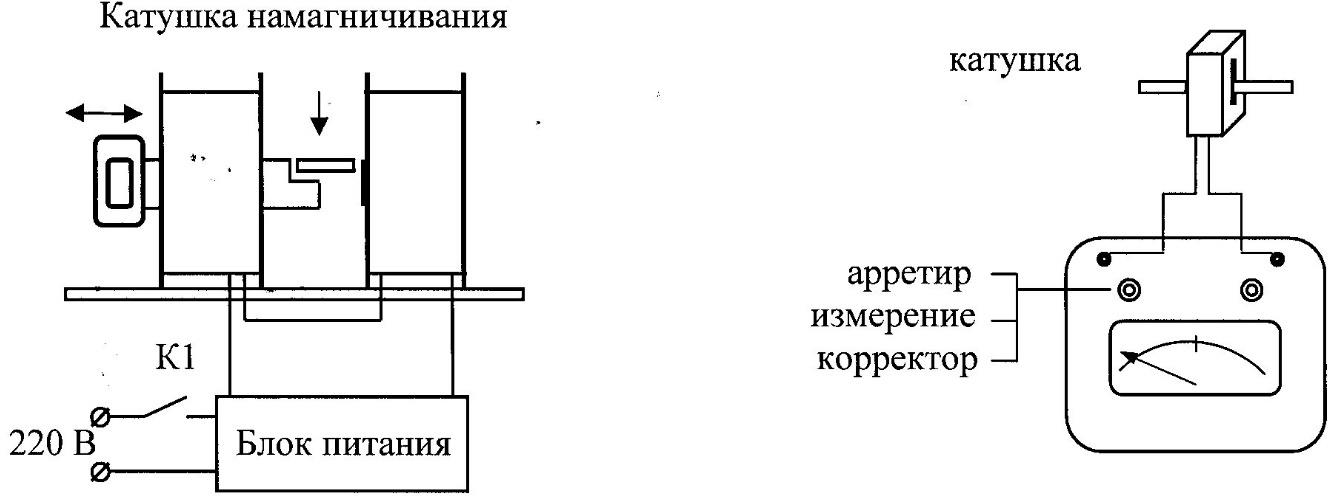 Катушка намагничивания
катушка
арретир
измерение
корректор
К1
220 В
Блок питания